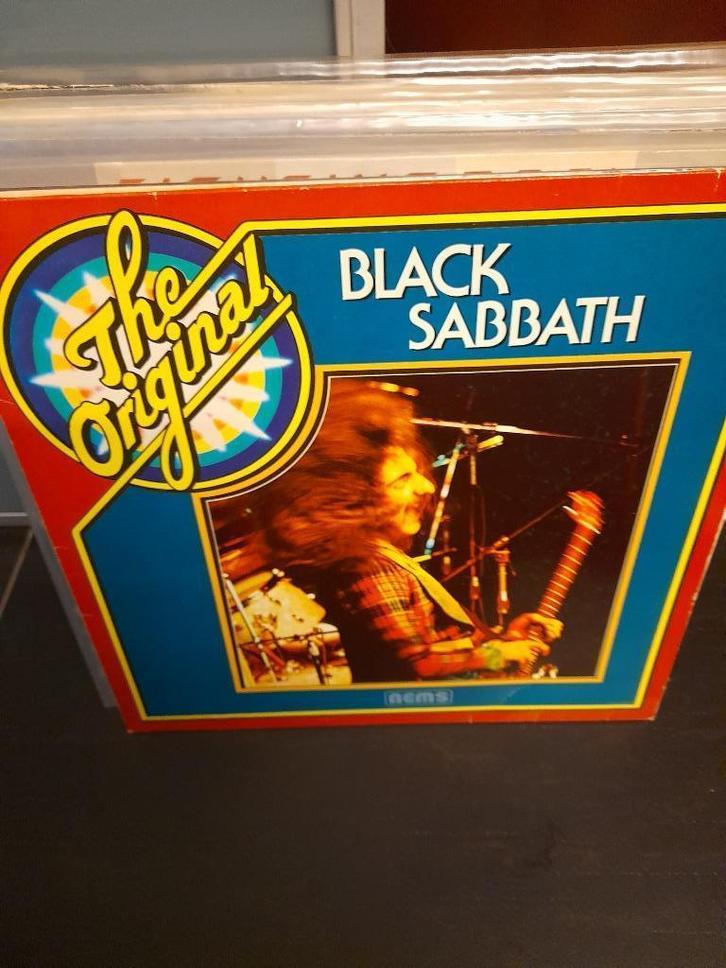 The
Original
BLACK
SABBATH
nems